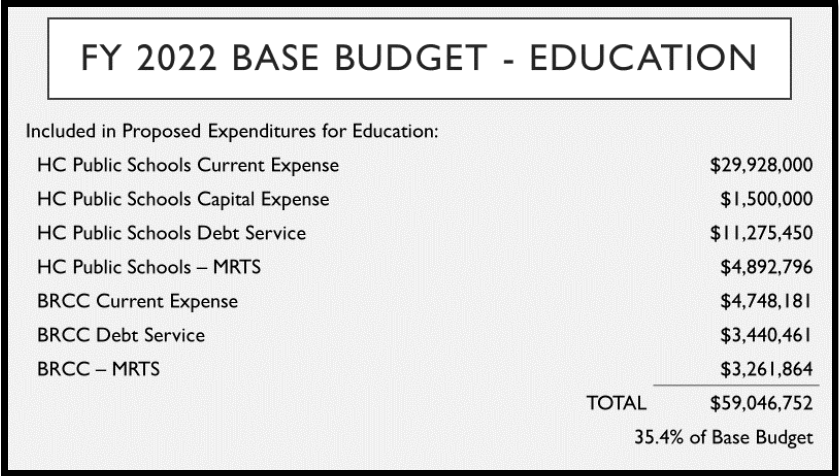 FY 2022 BASE BUDGET - EDUCATION
Included in Proposed Expenditures for Education:
HC Public Schools Current Expense $29,928,000
HC Public Schools Capital Expense $1,500,000
HC Public Schools Debt Service $11,275,450
HC Public Schools – MRTS $4,892,796
BRCC Current Expense $4,748,181
BRCC Debt Service $3,440,461
BRCC – MRTS $3,261,864
TOTAL $59,046,752
35.4% of Base Budget